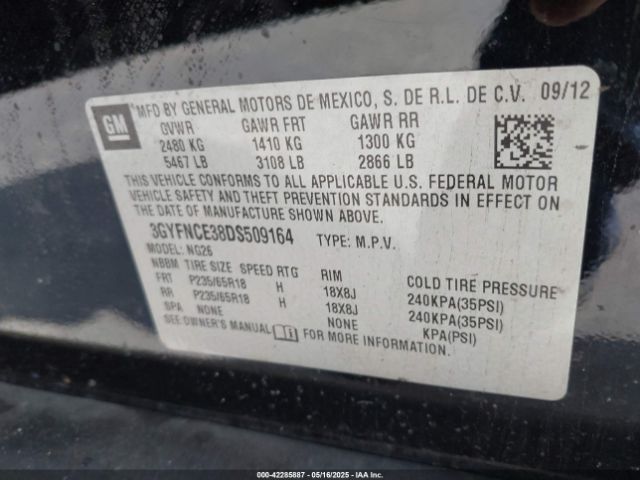 GM
MFD BY GENERAL MOTORS DE MEXICO, S. DE R.L. DE C.V. 09/12
GVWR GAWR FRT GAWR RR
2480 KG 1410 KG 1300 KG
5467 LB 3108 LB 2866 LB
THIS VEHICLE CONFORMS TO ALL APPLICABLE U.S. FEDERAL MOTOR
VEHICLE SAFETY AND THEFT PREVENTION STANDARDS IN EFFECT ON
THE DATE OF MANUFACTURE SHOWN ABOVE.
3GYFNCE38DS509164 TYPE: M.P.V.
MODEL: NG26
NBBM TIRE SIZE SPEED RTG RIM COLD TIRE PRESSURE
FRT P235/65R18 H 18X8J 240KPA(35PSI)
RR P235/65R18 H 18X8J 240KPA(35PSI)
SPA NONE NONE KPA(PSI)
SEE OWNER'S MANUAL FOR MORE INFORMATION.
000-42285887 - 05/16/2025 - IAAI.COM